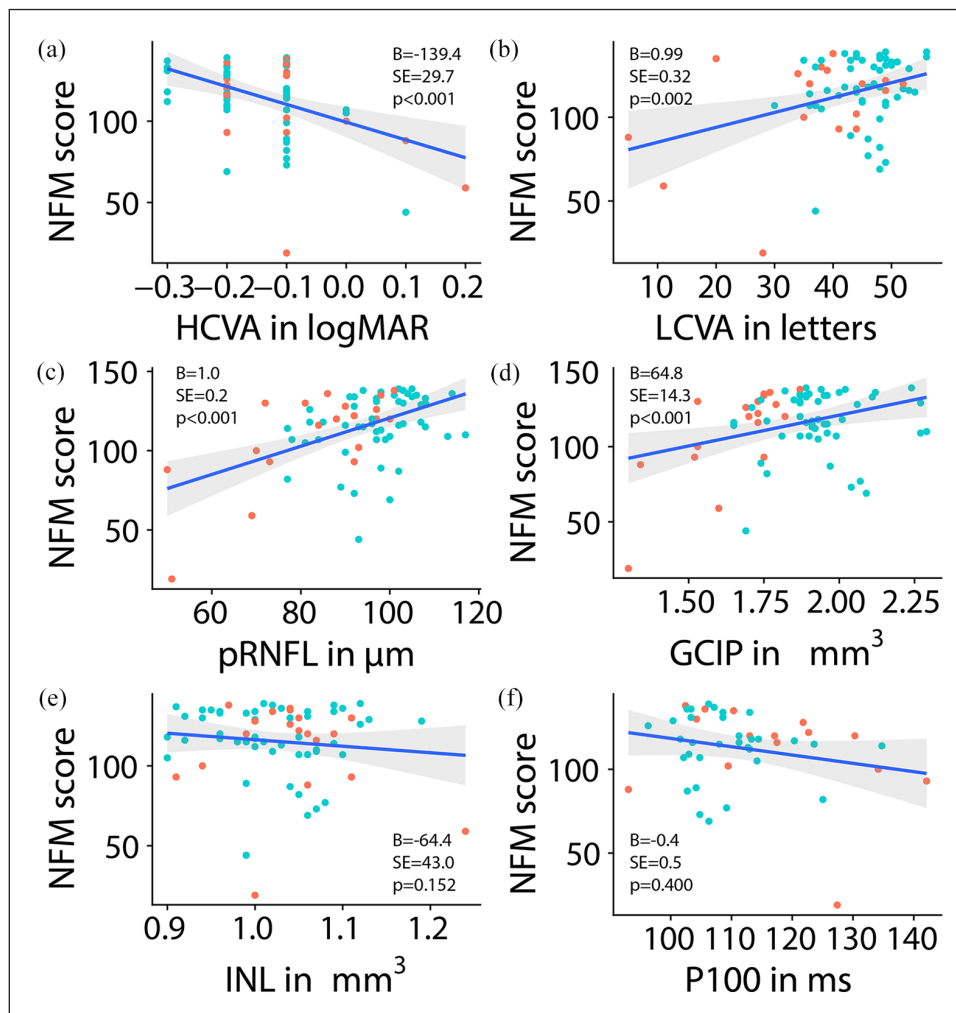 (a)
NFM score
100
50
B=-139.4
SE=29.7
p<0.001
−0.3 −0.2 −0.1 0.0 0.1 0.2
HCVA in logMAR
(b)
NFM score
100
50
B=0.99
SE=0.32
p=0.002
10 20 30 40 50
LCVA in letters
(c)
NFM score
150
100
50
B=1.0
SE=0.2
p<0.001
60 80 100 120
pRNFL in µm
(d)
NFM score
150
100
50
B=64.8
SE=14.3
p<0.001
1.50 1.75 2.00 2.25
GCIP in mm³
(e)
NFM score
100
50
B=-64.4
SE=43.0
p=0.152
0.9 1.0 1.1 1.2
INL in mm³
(f)
NFM score
100
50
B=-0.4
SE=0.5
p=0.400
100 110 120 130 140
P100 in ms